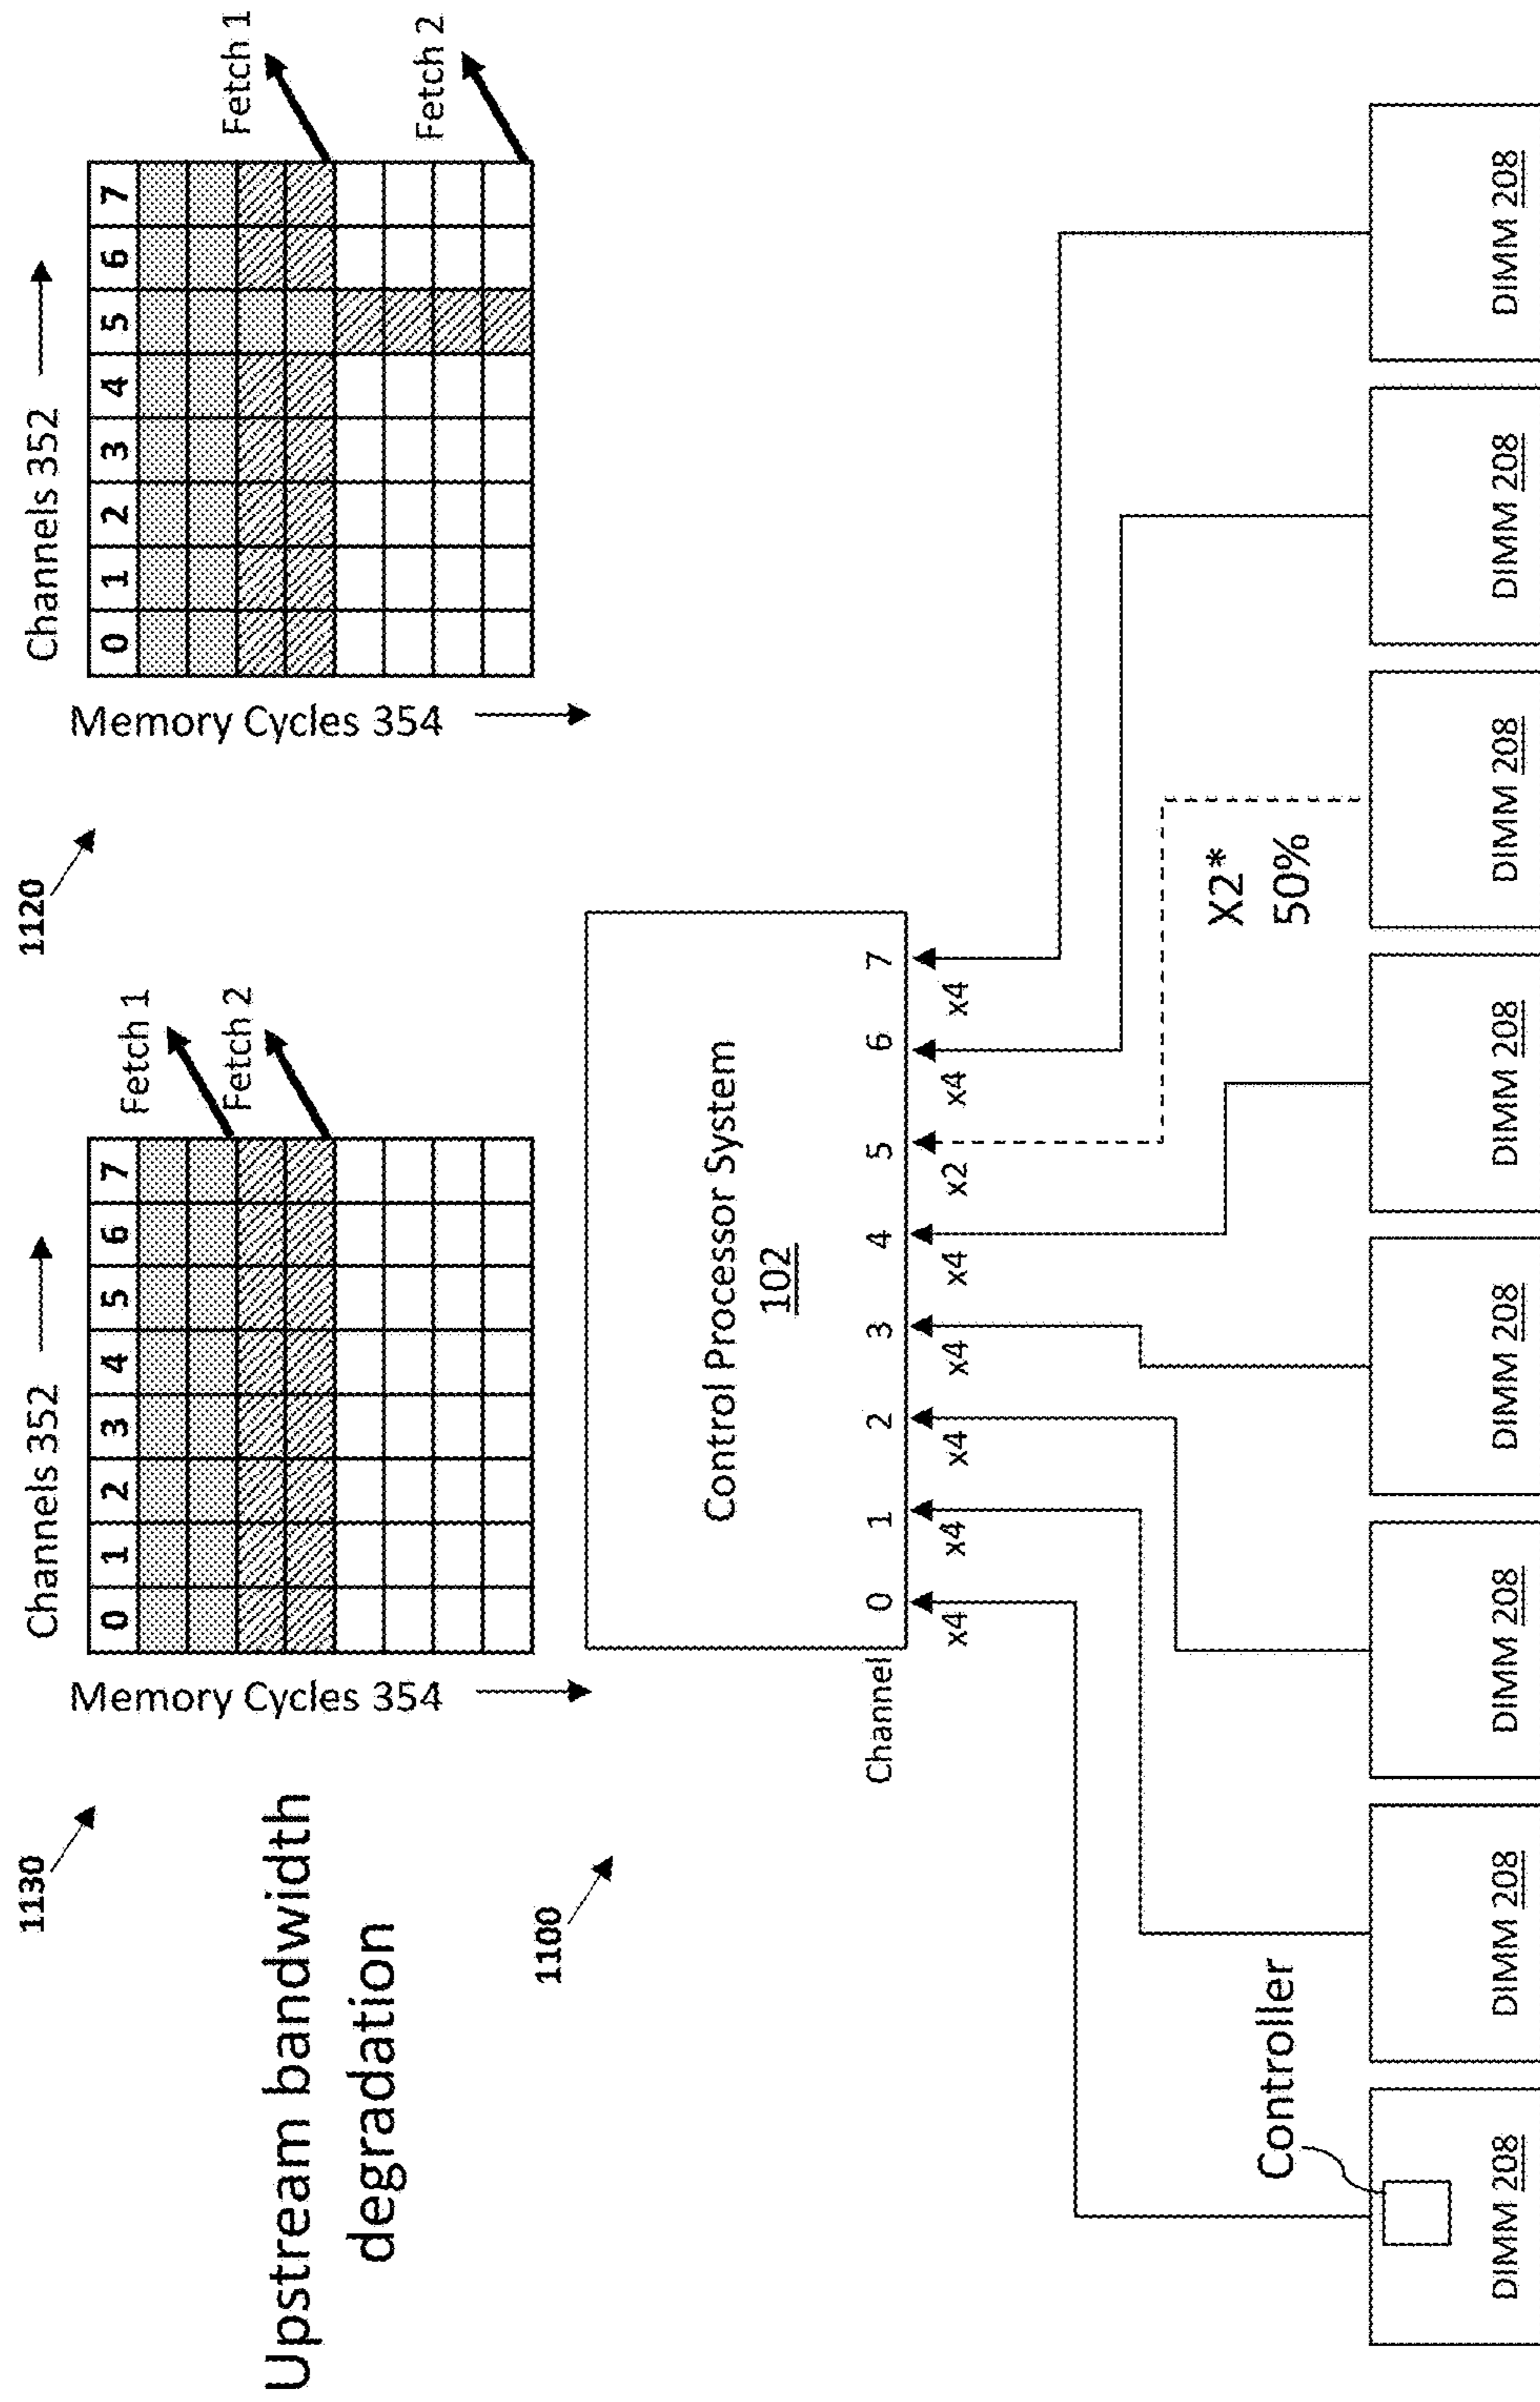 Upstream bandwidth
degradation
1130
Channels 352
Memory Cycles 354
0 1 2 3 4 5 6 7
Fetch 1
Fetch 2
1120
Channels 352
Memory Cycles 354
0 1 2 3 4 5 6 7
Fetch 1
Fetch 2
1100
Control Processor System
102
Channel 0 1 2 3 4 5 6 7
x4 x4 x4 x4 x4 x2 x4 x4
X2*
50%
Controller
DIMM 208 DIMM 208 DIMM 208 DIMM 208 DIMM 208 DIMM 208 DIMM 208 DIMM 208